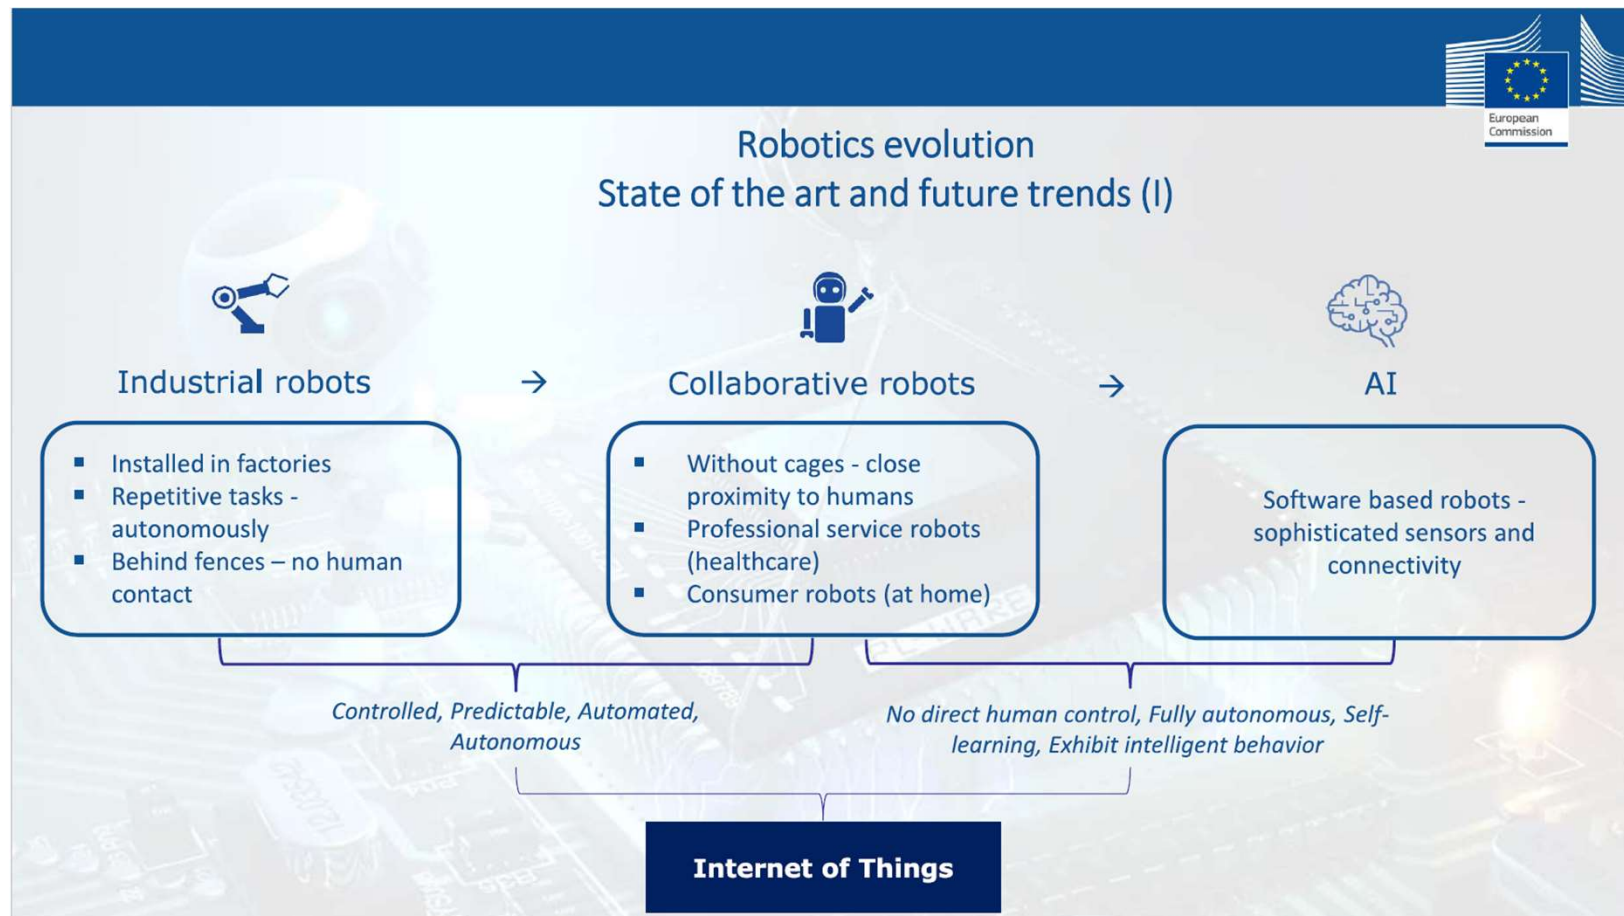 European
Commission
Robotics evolution
State of the art and future trends (I)
Industrial robots
→
Collaborative robots
→
AI
▪ Installed in factories
▪ Repetitive tasks -
autonomously
▪ Behind fences – no human
contact
▪ Without cages - close
proximity to humans
▪ Professional service robots
(healthcare)
▪ Consumer robots (at home)
Software based robots -
sophisticated sensors and
connectivity
Controlled, Predictable, Automated,
Autonomous
No direct human control, Fully autonomous, Self-
learning, Exhibit intelligent behavior
Internet of Things